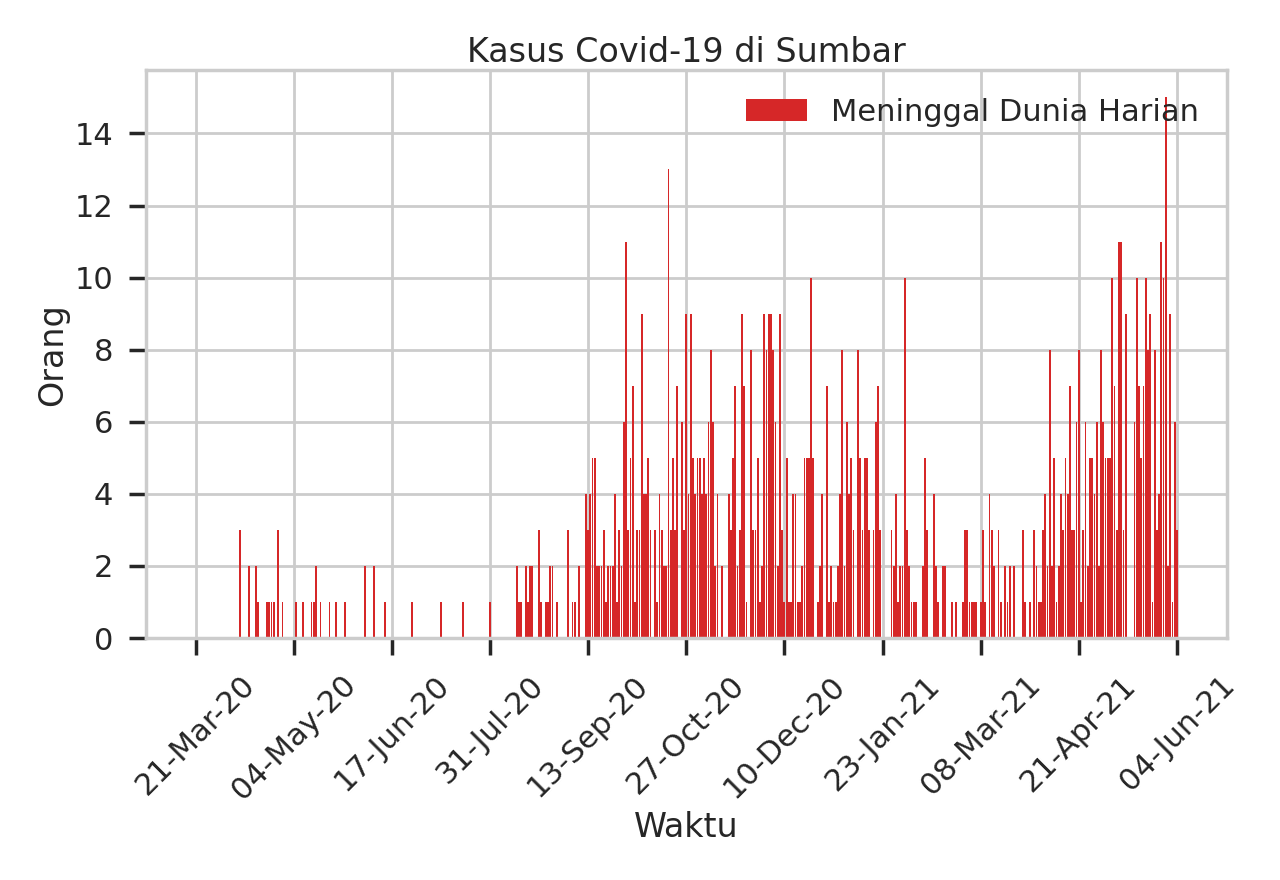 Kasus Covid-19 di Sumbar
Meninggal Dunia Harian
14
12
10
8
6
4
2
0
Orang
21-Mar-20
04-May-20
17-Jun-20
31-Jul-20
13-Sep-20
27-Oct-20
10-Dec-20
23-Jan-21
08-Mar-21
21-Apr-21
04-Jun-21
Waktu